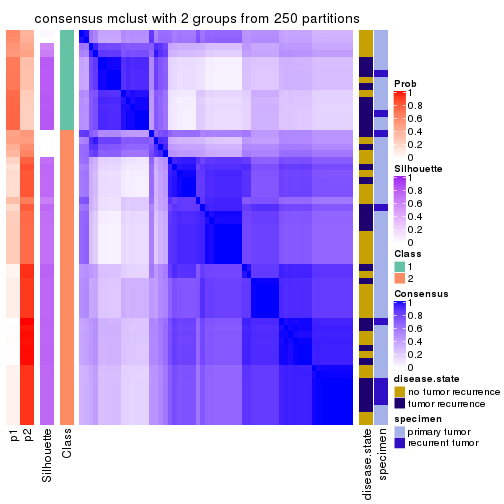 consensus mclust with 2 groups from 250 partitions
p1
p2
Silhouette
Class
disease.state
specimen
Prob
1
0.8
0.6
0.4
0.2
0
Silhouette
1
0.8
0.6
0.4
0.2
0
Class
1
2
Consensus
1
0.8
0.6
0.4
0.2
0
disease.state
no tumor recurrence
tumor recurrence
specimen
primary tumor
recurrent tumor